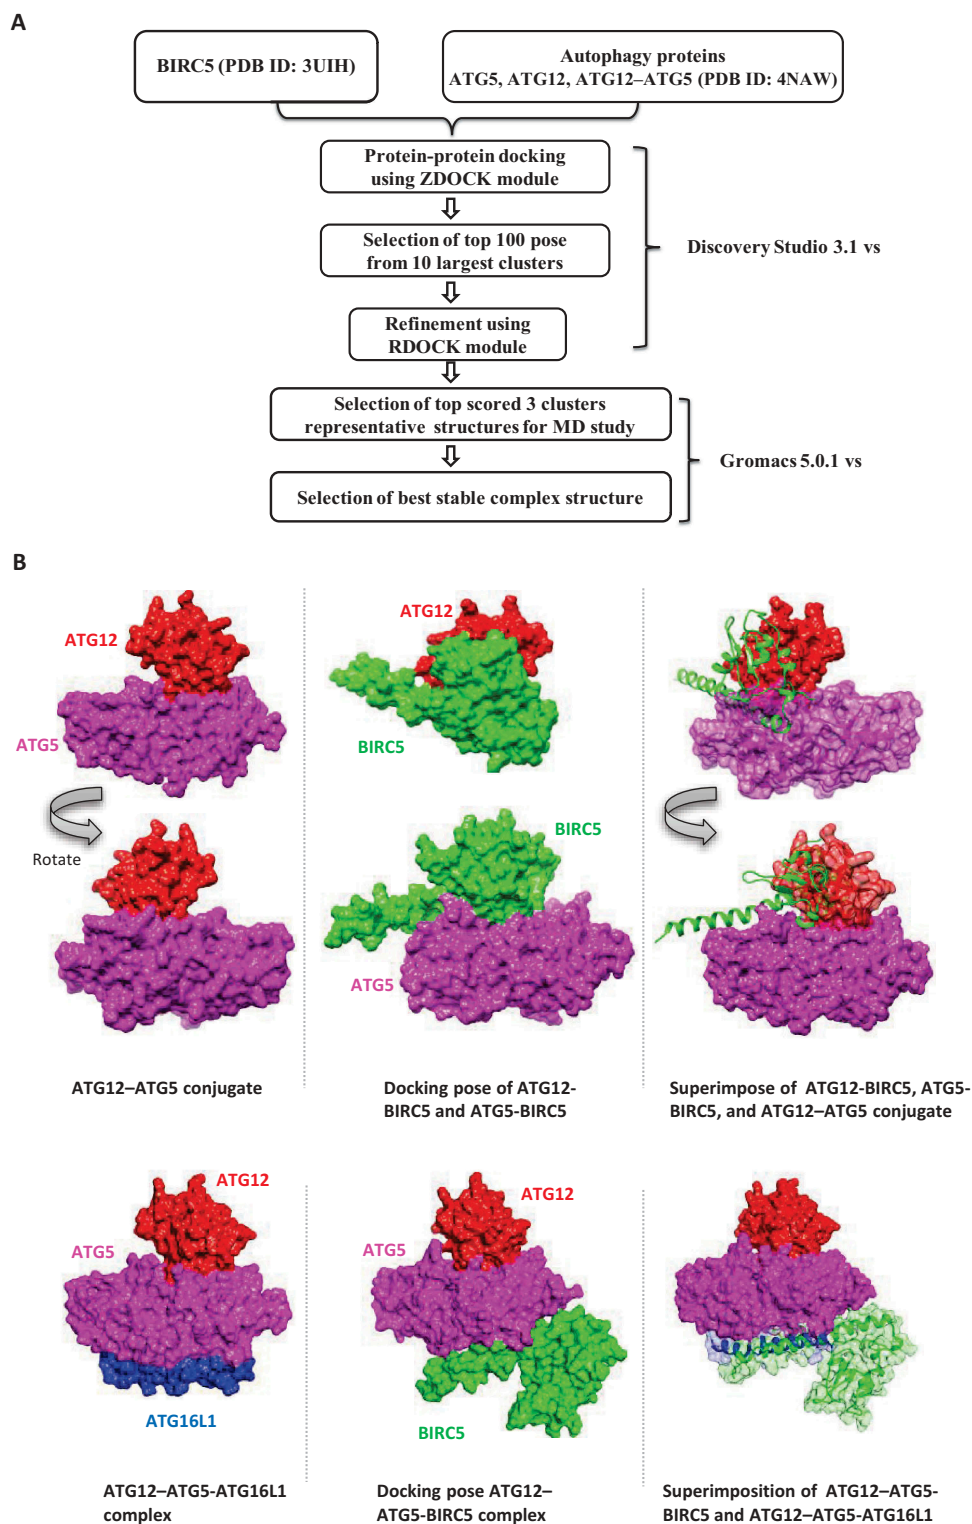 A
BIRC5 (PDB ID: 3UIH)
Autophagy proteins
ATG5, ATG12, ATG12–ATG5 (PDB ID: 4NAW)
Protein-protein docking
using ZDOCK module
Selection of top 100 pose
from 10 largest clusters
Refinement using
RDOCK module
Discovery Studio 3.1 vs
Selection of top scored 3 clusters
representative structures for MD study
Selection of best stable complex structure
Gromacs 5.0.1 vs
B
ATG12
ATG5
Rotate
ATG12
BIRC5
BIRC5
ATG5
ATG12–ATG5 conjugate
Docking pose of ATG12-
BIRC5 and ATG5-BIRC5
Superimpose of ATG12-BIRC5, ATG5-
BIRC5, and ATG12–ATG5 conjugate
ATG12
ATG5
ATG16L1
ATG12
ATG5
BIRC5
ATG12–ATG5-ATG16L1
complex
Docking pose ATG12–
ATG5-BIRC5 complex
Superimposition of ATG12–ATG5-
BIRC5 and ATG12–ATG5-ATG16L1